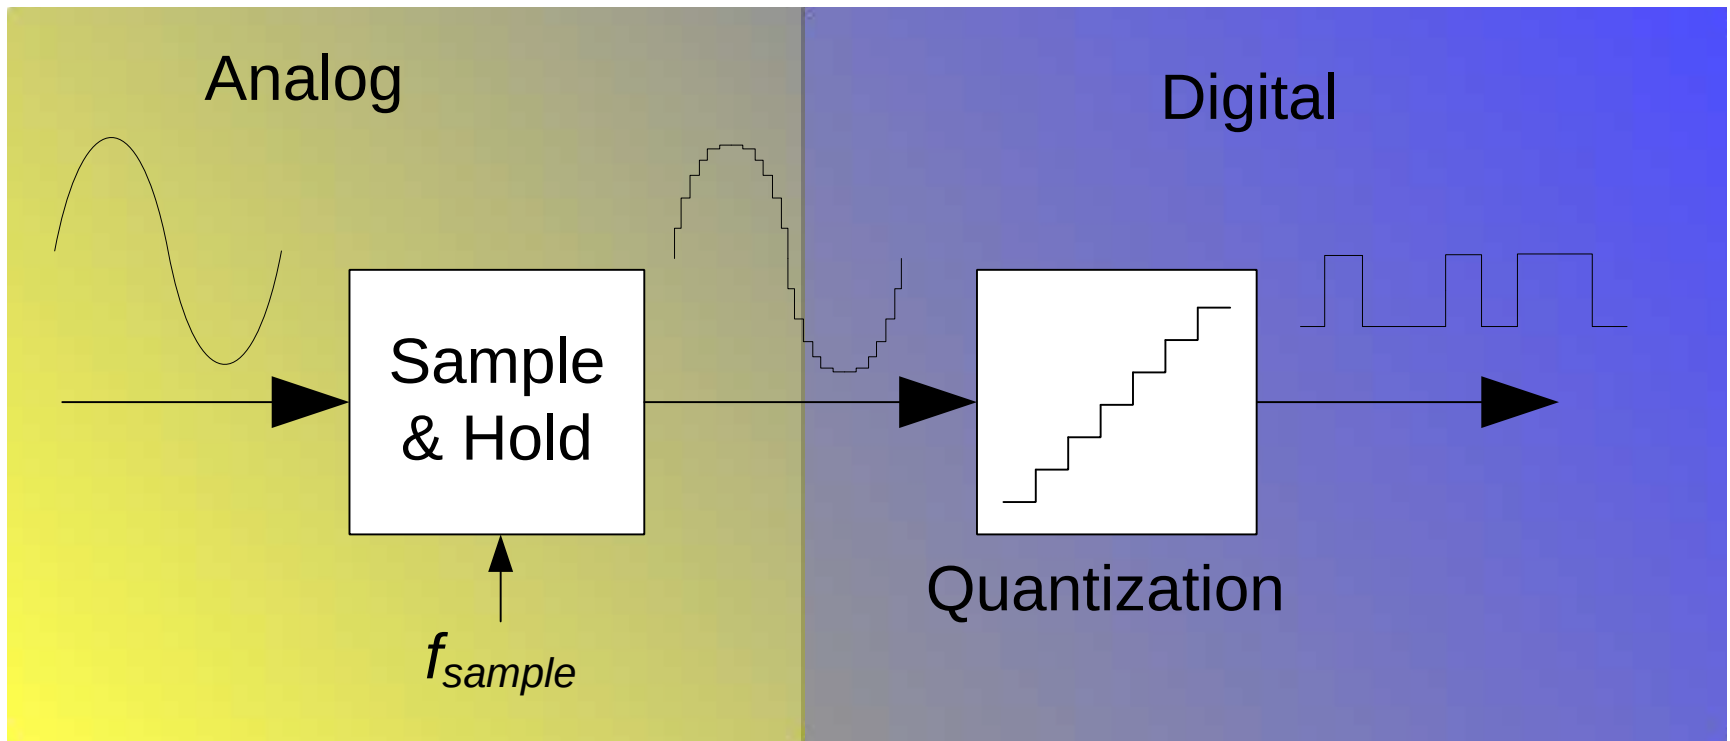 Analog
Digital
Sample
& Hold
Quantization
fsample